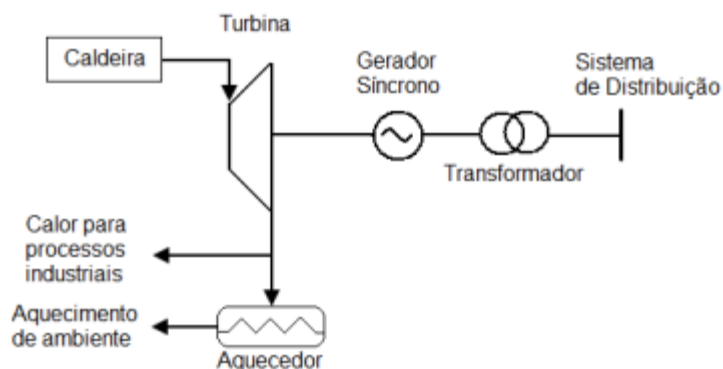 Turbina
Caldeira
Gerador
Síncrono
Sistema
de Distribuição
Transformador
Calor para
processos
industriais
Aquecimento
de ambiente
Aquecedor